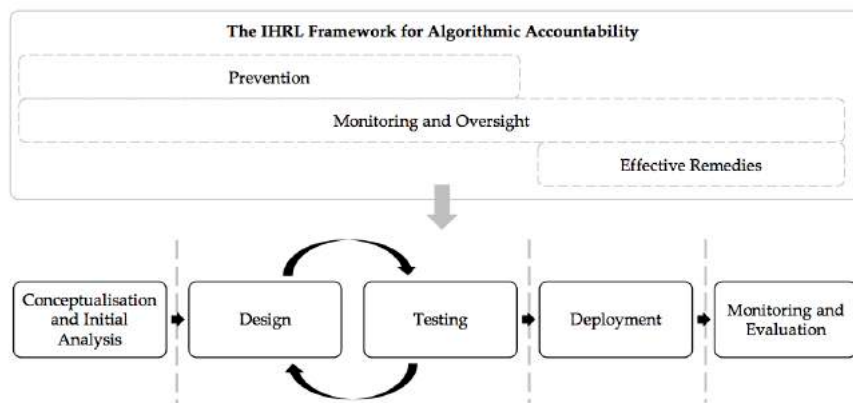 The IHRL Framework for Algorithmic Accountability
Prevention
Monitoring and Oversight
Effective Remedies
Conceptualisation
and Initial
Analysis
Design
Testing
Deployment
Monitoring and
Evaluation